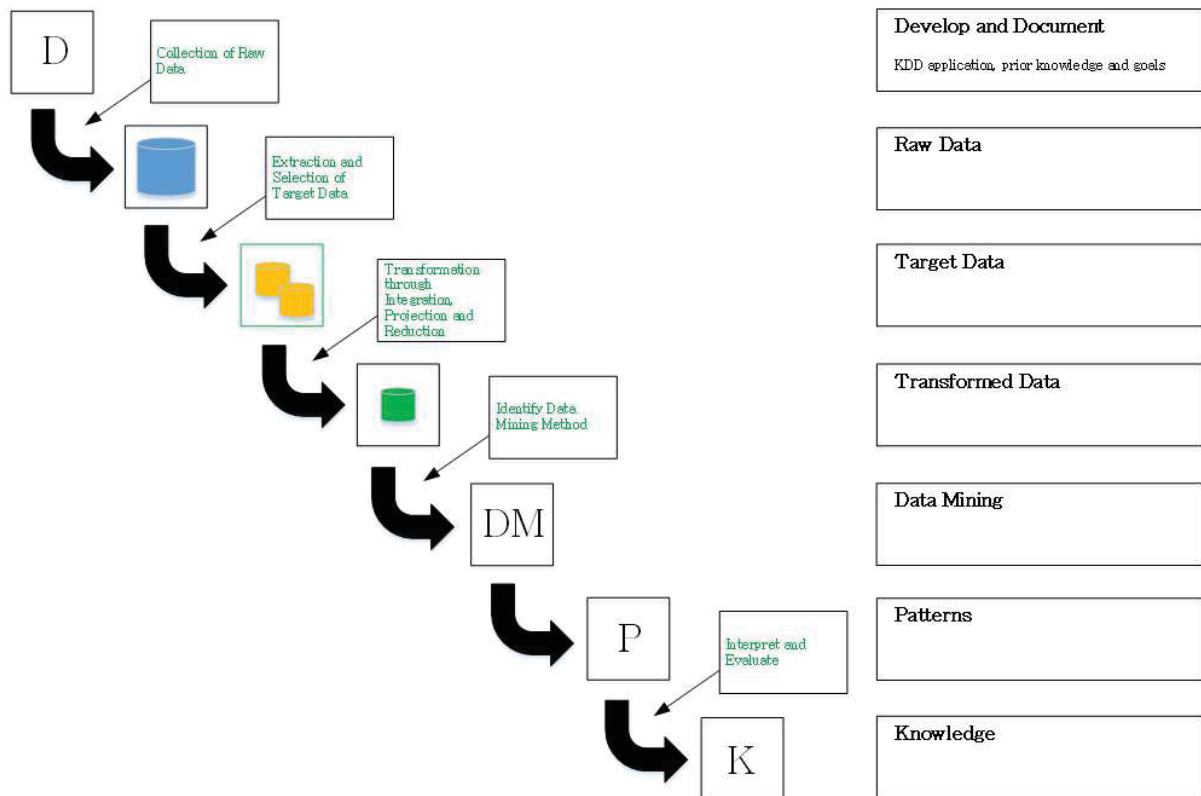 D
Collection of Raw
Data
Develop and Document
KDD application, prior knowledge and goals
Extraction and
Selection of
Target Data
Raw Data
Transformation
through
Integration,
Projection and
Reduction
Target Data
Identify Data
Mining Method
Transformed Data
DM
Data Mining
P
Interpret and
Evaluate
Patterns
K
Knowledge